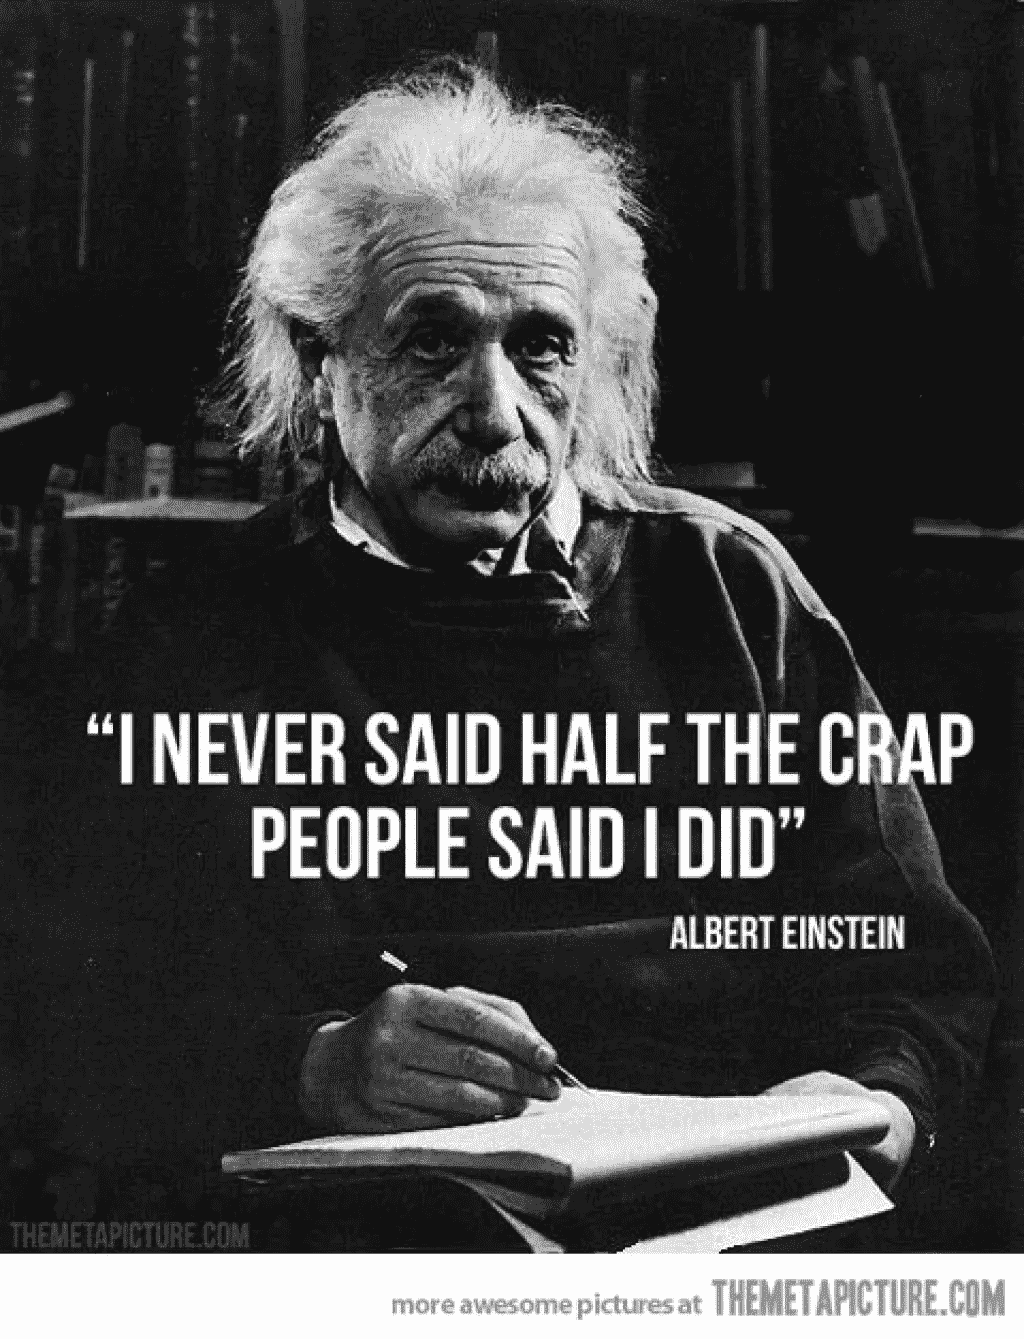 “I NEVER SAID HALF THE CRAP
PEOPLE SAID I DID”
ALBERT EINSTEIN
THEMETAPICTURE.COM
more awesome pictures at THEMETAPICTURE.COM